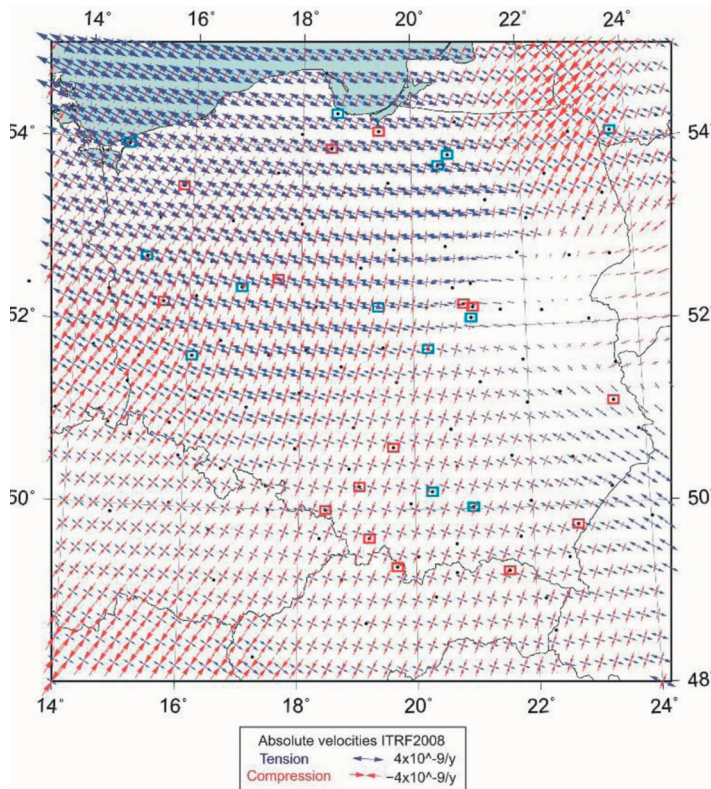 14° 16° 18° 20° 22° 24°
54° 54°
52° 52°
50° 50°
48°
14° 16° 18° 20° 22° 24°
Absolute velocities ITRF2008
Tension 4x10^-9/y
Compression −4x10^-9/y